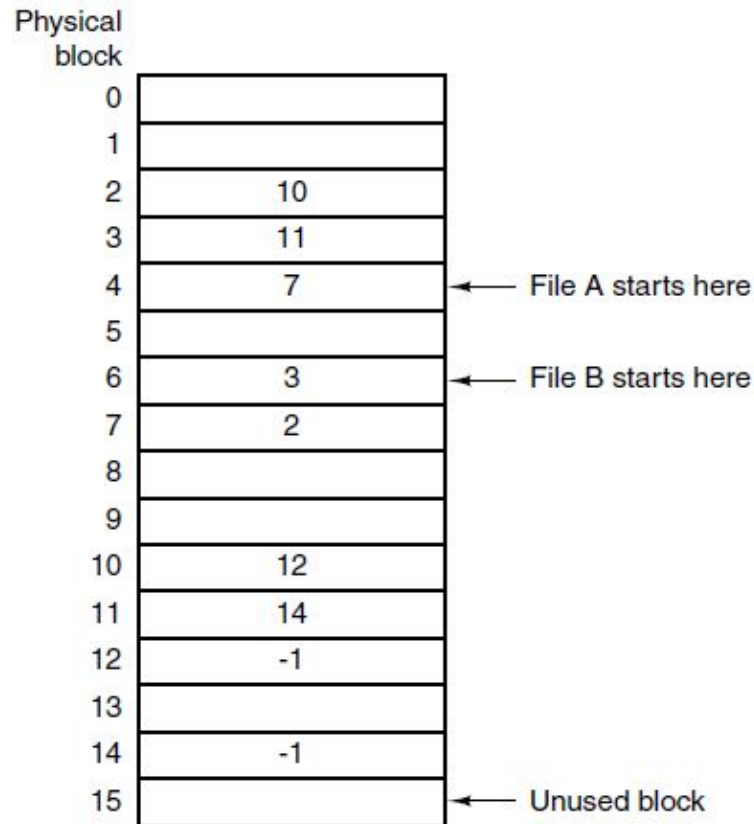 Physical
block
0
1
2 10
3 11
4 7 File A starts here
5
6 3 File B starts here
7 2
8
9
10 12
11 14
12 -1
13
14 -1
15 Unused block